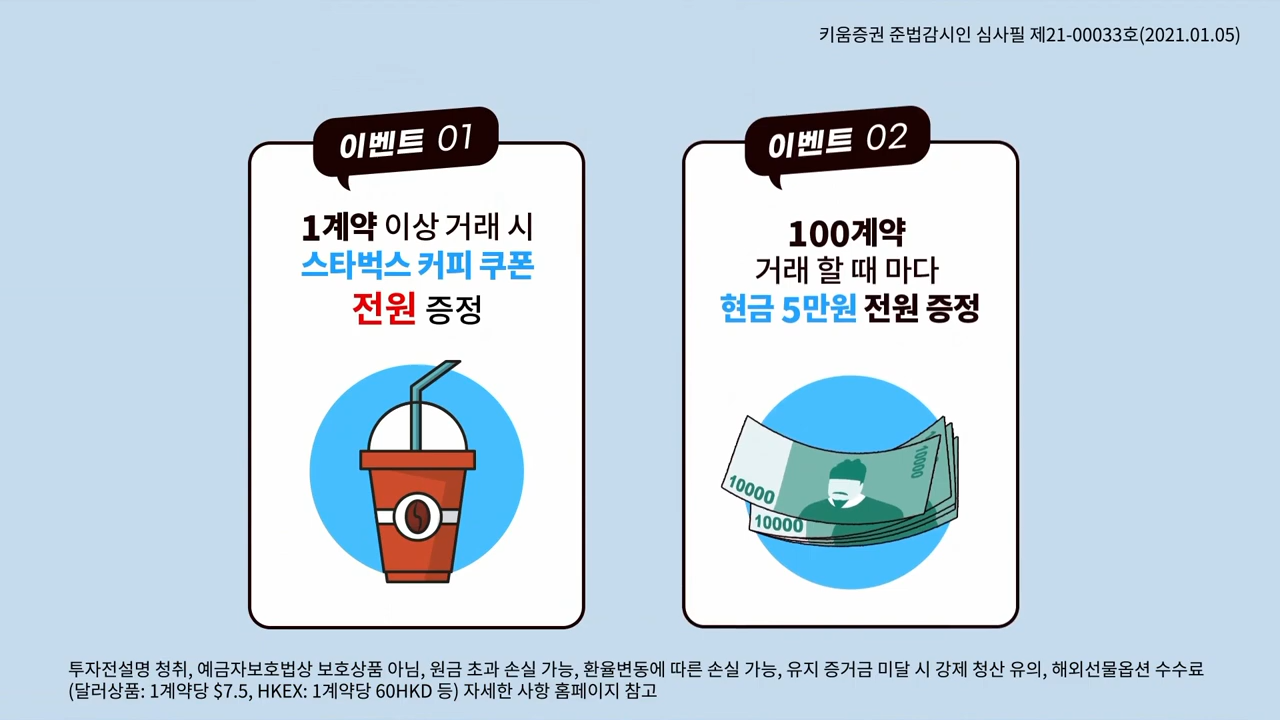 키움증권 준법감시인 심사필 제21-00033호(2021.01.05)
이벤트 01
1계약 이상 거래 시
스타벅스 커피 쿠폰
전원 증정
이벤트 02
100계약
거래 할 때 마다
현금 5만원 전원 증정
10000
10000
10000
투자전설명 청취, 예금자보호법상 보호상품 아님, 원금 초과 손실 가능, 환율변동에 따른 손실 가능, 유지 증거금 미달 시 강제 청산 유의, 해외선물옵션 수수료
(달러상품: 1계약당 $7.5, HKEX: 1계약당 60HKD 등) 자세한 사항 홈페이지 참고